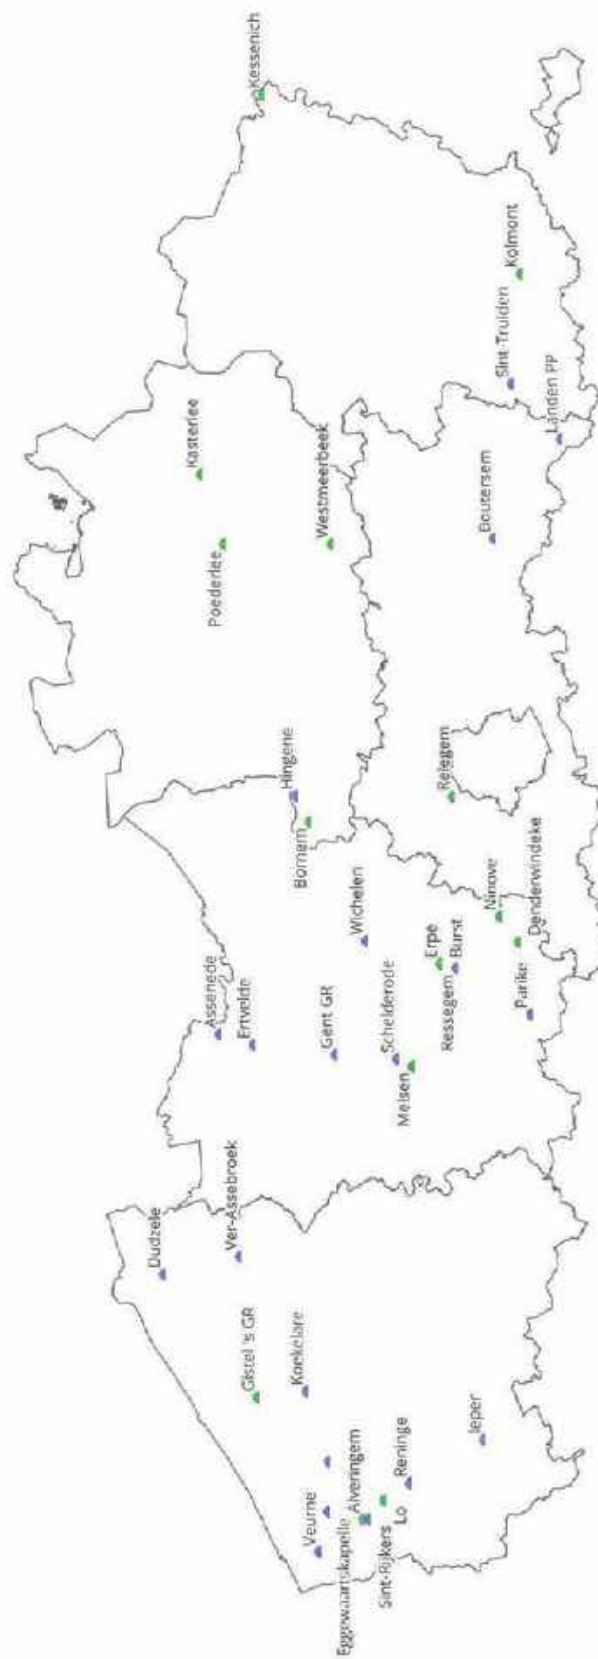 Kessenich
Kolmont
Sint-Truiden
Landen PP
Kasterlee
Westmeerbeek
Boutersem
Poederlee
Hingene
Relegem
Bornem
Wichelen
Ninove
Denderwindeke
Erpe
Burst
Assenede
Ertvelde
Gent GR
Schelderode
Ressegem
Parike
Melsen
Dudzele
Ver-Assebroek
Gistel 's GR
Koekelare
Ieper
Reninge
Alveringem
Lo
Veurne
Sint-Rijkers
Eggewaartskapelle